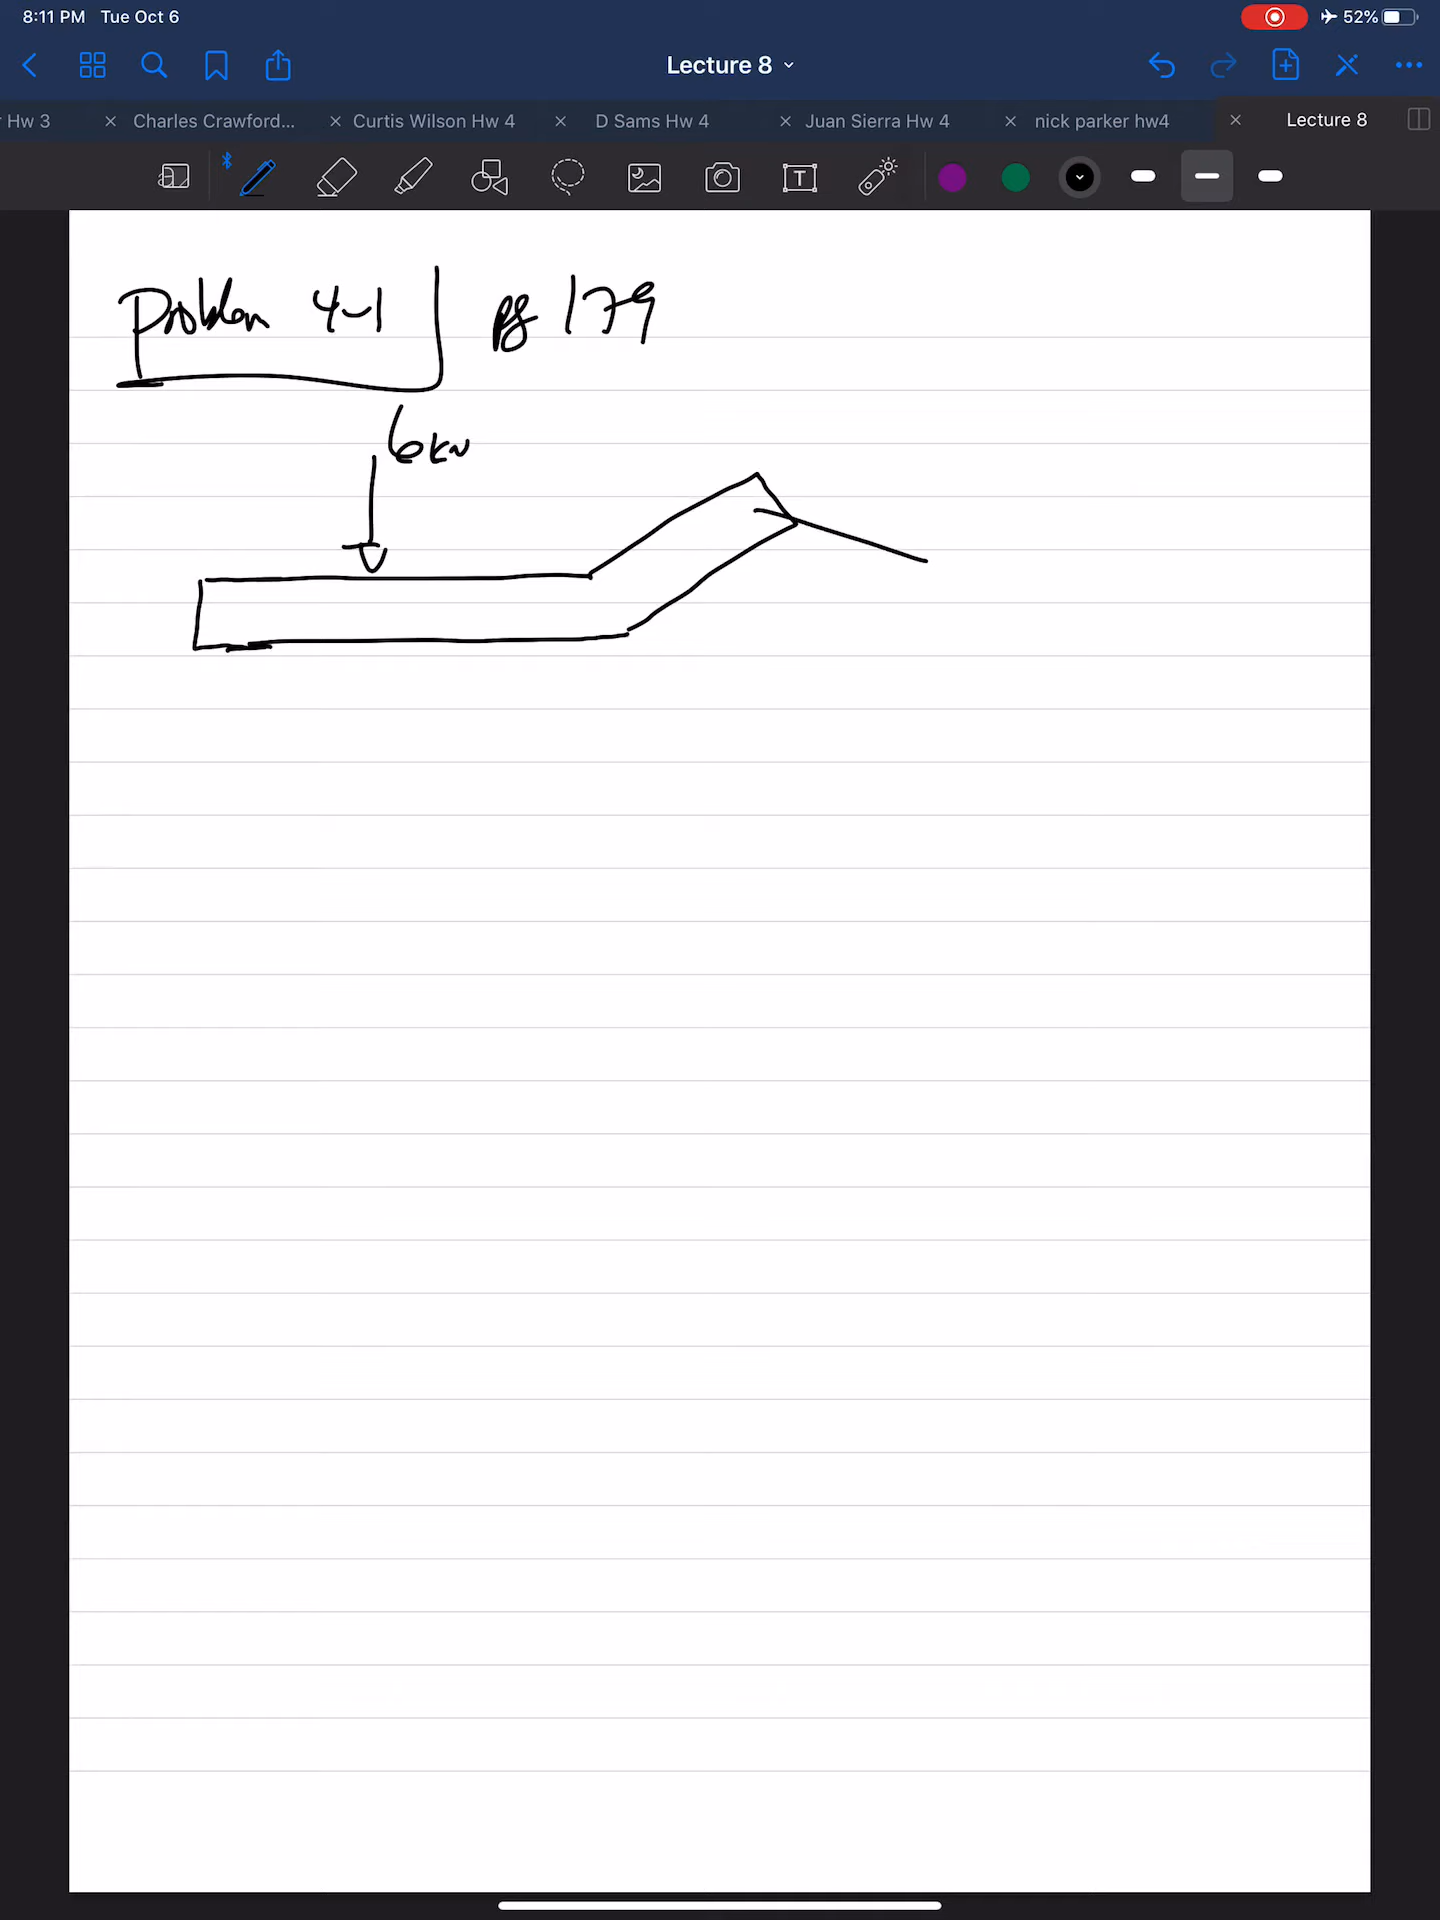 8:11 PM Tue Oct 6 52%
Lecture 8
Hw 3 Charles Crawford... Curtis Wilson Hw 4 D Sams Hw 4 Juan Sierra Hw 4 nick parker hw4 Lecture 8
T
Problem 4-1 pg 179
6kN